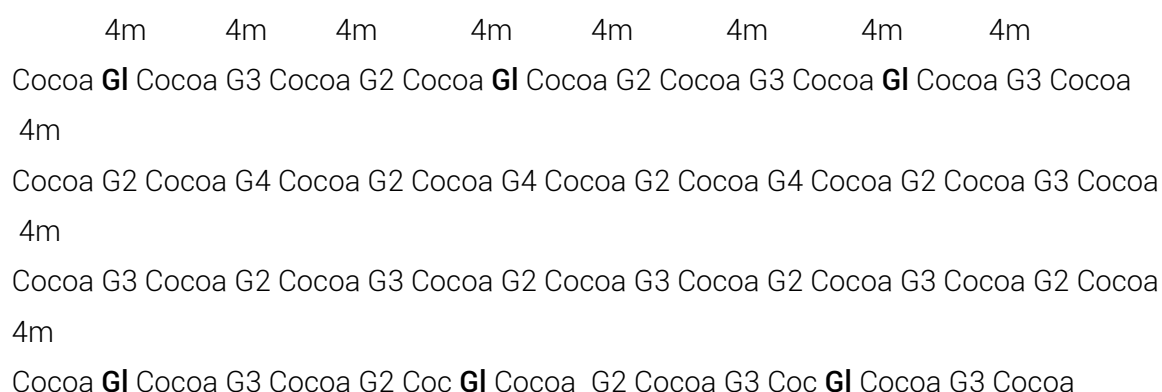 4m 4m 4m 4m 4m 4m 4m 4m
Cocoa Gl Cocoa G3 Cocoa G2 Cocoa Gl Cocoa G2 Cocoa G3 Cocoa Gl Cocoa G3 Cocoa
4m
Cocoa G2 Cocoa G4 Cocoa G2 Cocoa G4 Cocoa G2 Cocoa G4 Cocoa G2 Cocoa G3 Cocoa
4m
Cocoa G3 Cocoa G2 Cocoa G3 Cocoa G2 Cocoa G3 Cocoa G2 Cocoa G3 Cocoa G2 Cocoa
4m
Cocoa Gl Cocoa G3 Cocoa G2 Coc Gl Cocoa G2 Cocoa G3 Coc Gl Cocoa G3 Cocoa